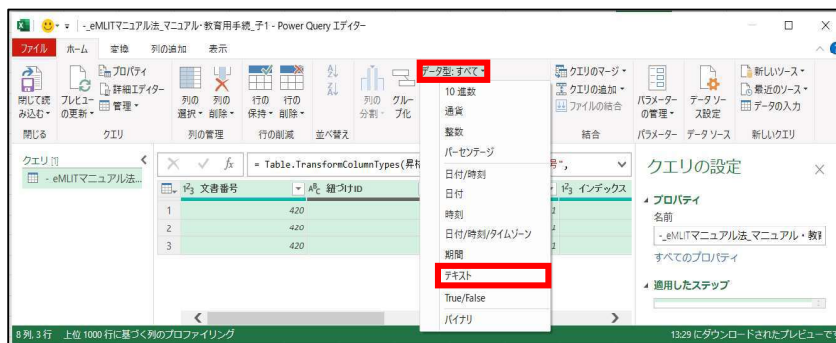 -_eMLITマニュアル法_マニュアル・教育用手続_子1 - Power Query エディター
ファイル ホーム 変換 列の追加 表示
閉じて読み込む
閉じる
プレビューの更新
プロパティ
詳細エディター
管理
クエリ
列の選択
列の削除
列の管理
行の保持
行の削除
行の削減
並べ替え
列の分割
グループ化
データ型: すべて
10 進数
通貨
整数
パーセンテージ
日付/時刻
日付
時刻
日付/時刻/タイムゾーン
期間
テキスト
True/False
バイナリ
クエリのマージ
クエリの追加
ファイルの結合
結合
パラメーターの管理
パラメーター
データ ソース設定
データ ソース
新しいソース
最近のソース
データの入力
新しいクエリ
クエリ [1]
- eMLITマニュアル法...
fx = Table.TransformColumnTypes(昇格
号",
1²3 文書番号
ABC 紐づけID
1²3 インデックス
1 420 1
2 420 1
3 420 1
クエリの設定
プロパティ
名前
-_eMLITマニュアル法_マニュアル・教
すべてのプロパティ
適用したステップ
8 列、3 行 上位 1000 行に基づく列のプロファイリング
13:29 にダウンロードされたプレビューで